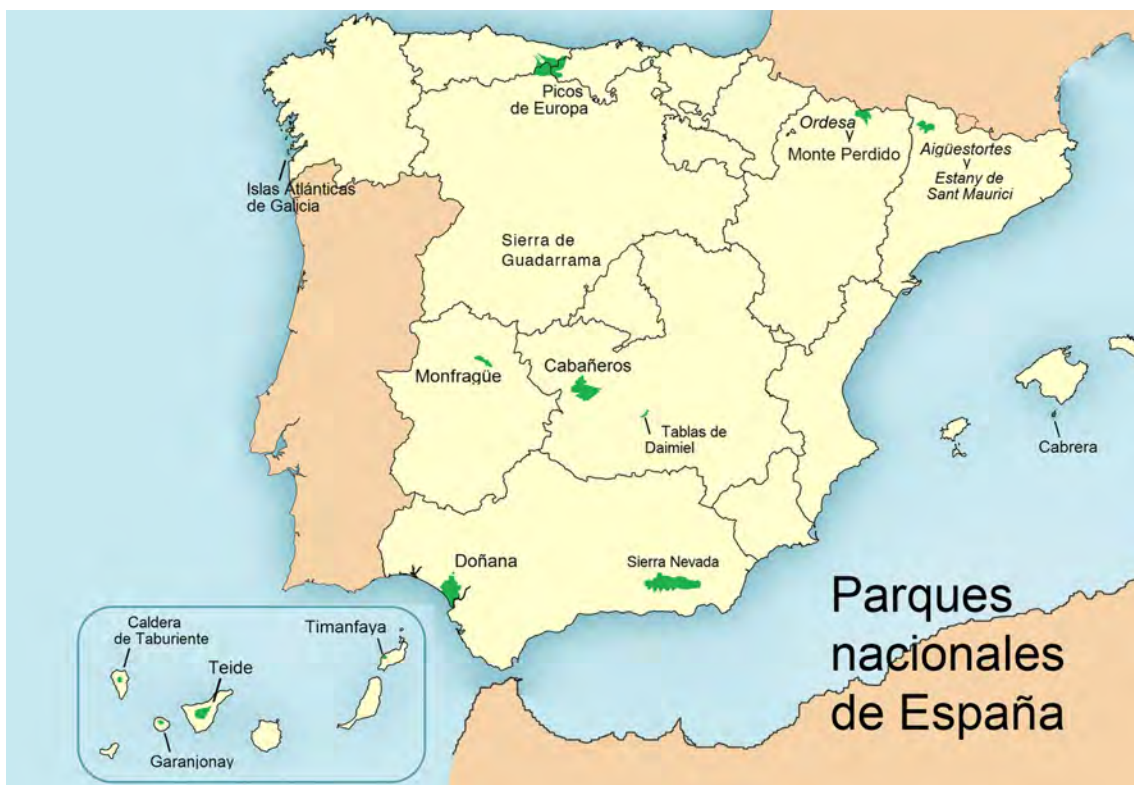 Picos
de Europa
Ordesa
y
Monte Perdido
Aigüestortes
y
Estany de
Sant Maurici
Islas Atlánticas
de Galicia
Sierra de
Guadarrama
Monfragüe
Cabañeros
Tablas de
Daimiel
Cabrera
Doñana
Sierra Nevada
Parques
nacionales
de España
Caldera
de Taburiente
Timanfaya
Teide
Garanjonay